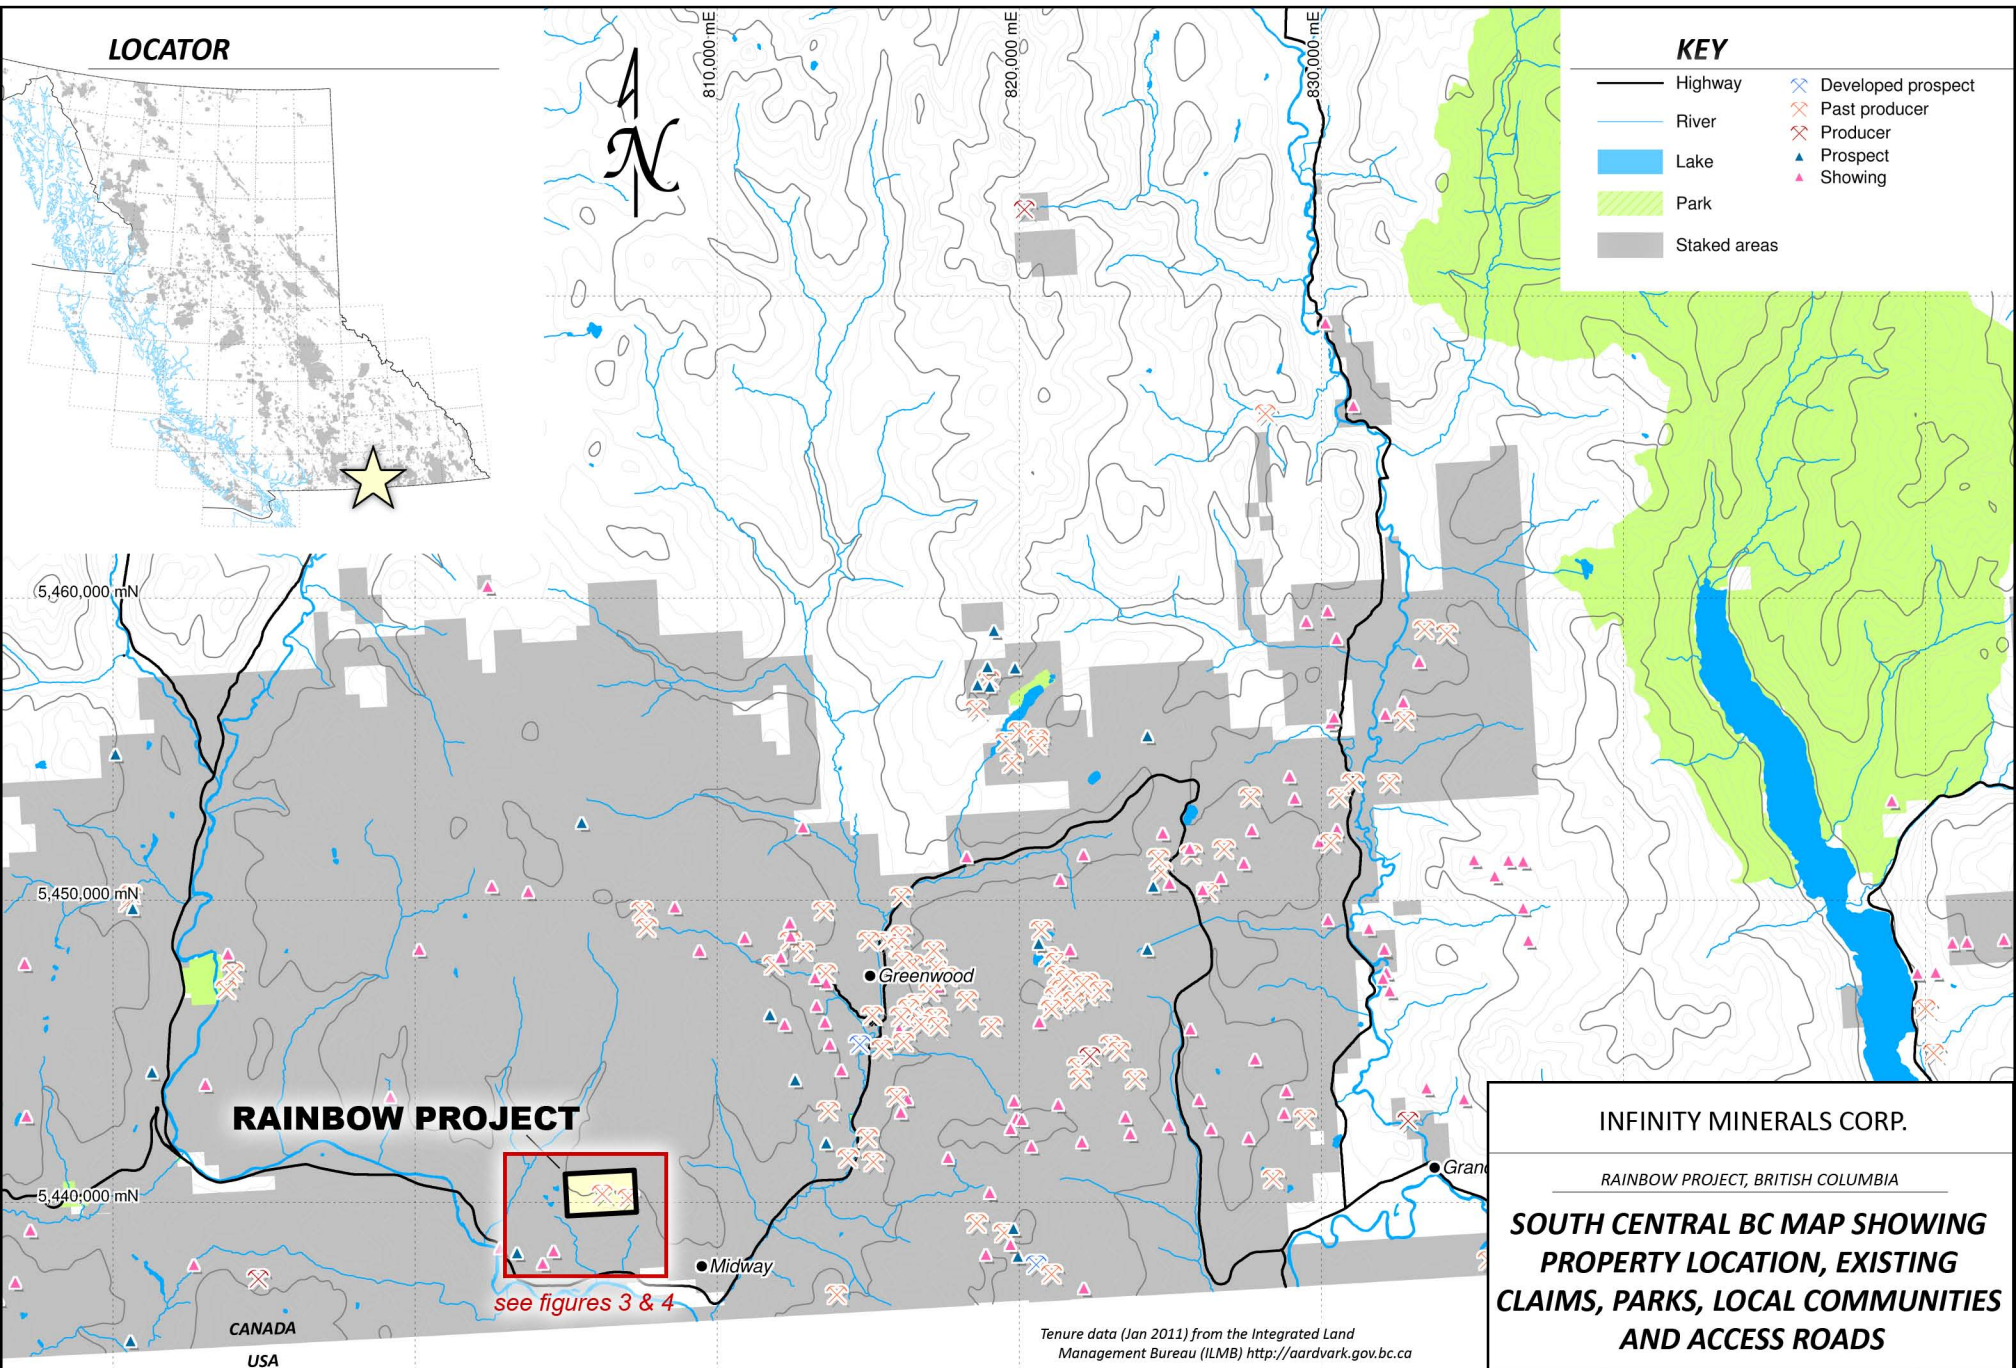 LOCATOR
N
810,000 mE
820,000 mE
830,000 mE
KEY
Highway
River
Lake
Park
Staked areas
Developed prospect
Past producer
Producer
Prospect
Showing
5,460,000 mN
5,450,000 mN
5,440,000 mN
Greenwood
RAINBOW PROJECT
Midway
Grand
see figures 3 & 4
CANADA
USA
Tenure data (Jan 2011) from the Integrated Land
Management Bureau (ILMB) http://aardvark.gov.bc.ca
INFINITY MINERALS CORP.
RAINBOW PROJECT, BRITISH COLUMBIA
SOUTH CENTRAL BC MAP SHOWING
PROPERTY LOCATION, EXISTING
CLAIMS, PARKS, LOCAL COMMUNITIES
AND ACCESS ROADS